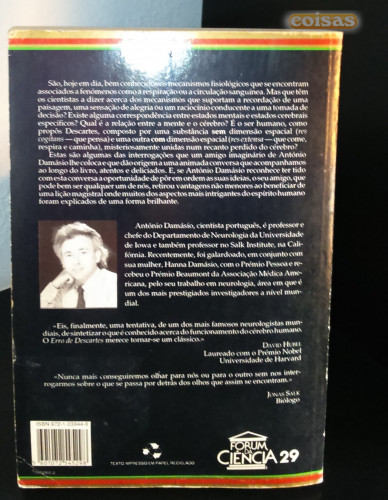 coisas
São, hoje em dia, bem conhecidos os mecanismos fisiológicos que se encontram
associados a fenómenos como a respiração ou a circulação sanguínea. Mas que têm
os cientistas a dizer acerca dos mecanismos que suportam a recordação de uma
paisagem, uma sensação de alegria ou um raciocínio conducente a uma tomada de
decisão? Existe alguma correspondência entre estados mentais e estados cerebrais
específicos? Qual é a relação entre a mente e o cérebro? É o ser humano, como
propôs Descartes, composto por uma substância sem dimensão espacial (res
cogitans — que pensa) e uma outra com dimensão espacial (res extensa — que come,
respira e caminha), misteriosamente unidas num recanto perdido do cérebro?
Estas são algumas das interrogações que um amigo imaginário de António
Damásio lhe coloca e que dão origem a uma animada conversa que acompanhamos
ao longo do livro, atentos e deliciados. E, se António Damásio reconhece ter tido
com esta conversa a oportunidade de pôr em ordem as suas ideias, o seu amigo, que
pode bem ser qualquer um de nós, retirou vantagens não menores ao beneficiar de
uma lição magistral onde muitos dos aspectos mais intrigantes do espírito humano
foram explicados de uma forma brilhante.
António Damásio, cientista português, é professor e
chefe do Departamento de Neurologia da Universidade
de Iowa e também professor no Salk Institute, na Cali-
fórnia. Recentemente, foi galardoado, em conjunto com
sua mulher, Hanna Damásio, com o Prémio Pessoa e re-
cebeu o Prémio Beaumont da Associação Médica Ame-
ricana, pelo seu trabalho em neurologia, área em que é
um dos mais prestigiados investigadores a nível mun-
dial.
«Eis, finalmente, uma tentativa, de um dos mais famosos neurologistas mun-
diais, de sintetizar o que é conhecido acerca do funcionamento do cérebro humano.
O Erro de Descartes merece tornar-se um clássico.»
DAVID HUBEL
Laureado com o Prémio Nobel
Universidade de Harvard
«Nunca mais conseguiremos olhar para nós ou para o outro sem nos inter-
rogarmos sobre o que se passa por detrás dos olhos que assim se encontram.»
JONAS SALK
Biólogo
ISBN 972-1-03944-6
TEXTO IMPRESSO EM PAPEL RECICLADO
FORUM
DA
CIÊNCIA 29